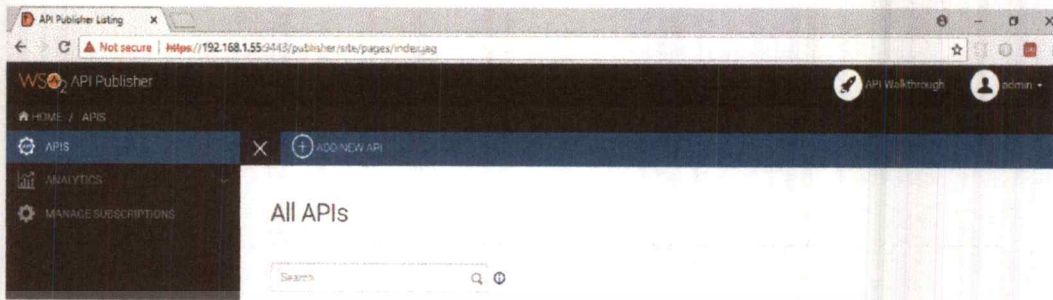 API Publisher Listing
Not secure | https://192.168.1.55:9443/publisher/site/pages/index.jag
WSO2 API Publisher
API Walkthrough
admin
HOME / APIS
APIS
ADD NEW API
ANALYTICS
MANAGE SUBSCRIPTIONS
All APIs
Search